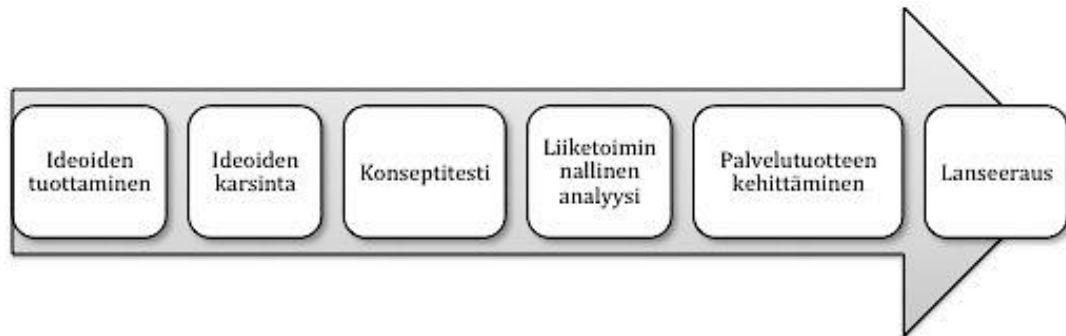 Ideoiden
tuottaminen
Ideoiden
karsinta
Konseptitesti
Liiketoimin
nallinen
analyysi
Palvelutuotteen
kehittäminen
Lanseeraus